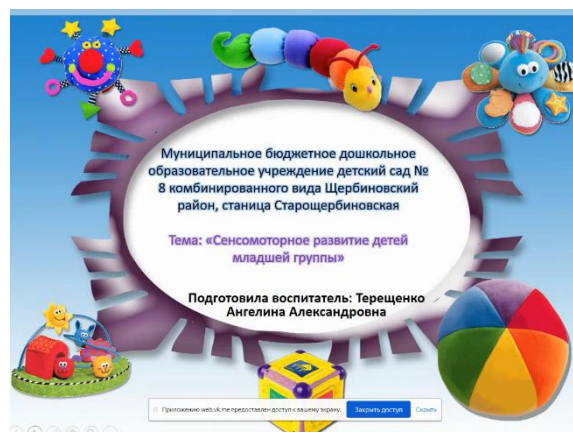 Муниципальное бюджетное дошкольное
образовательное учреждение детский сад №
8 комбинированного вида Щербиновский
район, станица Старощербиновская
Тема: «Сенсомоторное развитие детей
младшей группы»
Подготовила воспитатель: Терещенко
Ангелина Александровна
Приложению web.vk.me предоставлен доступ к вашему экрану.
Закрыть доступ
Скрыть